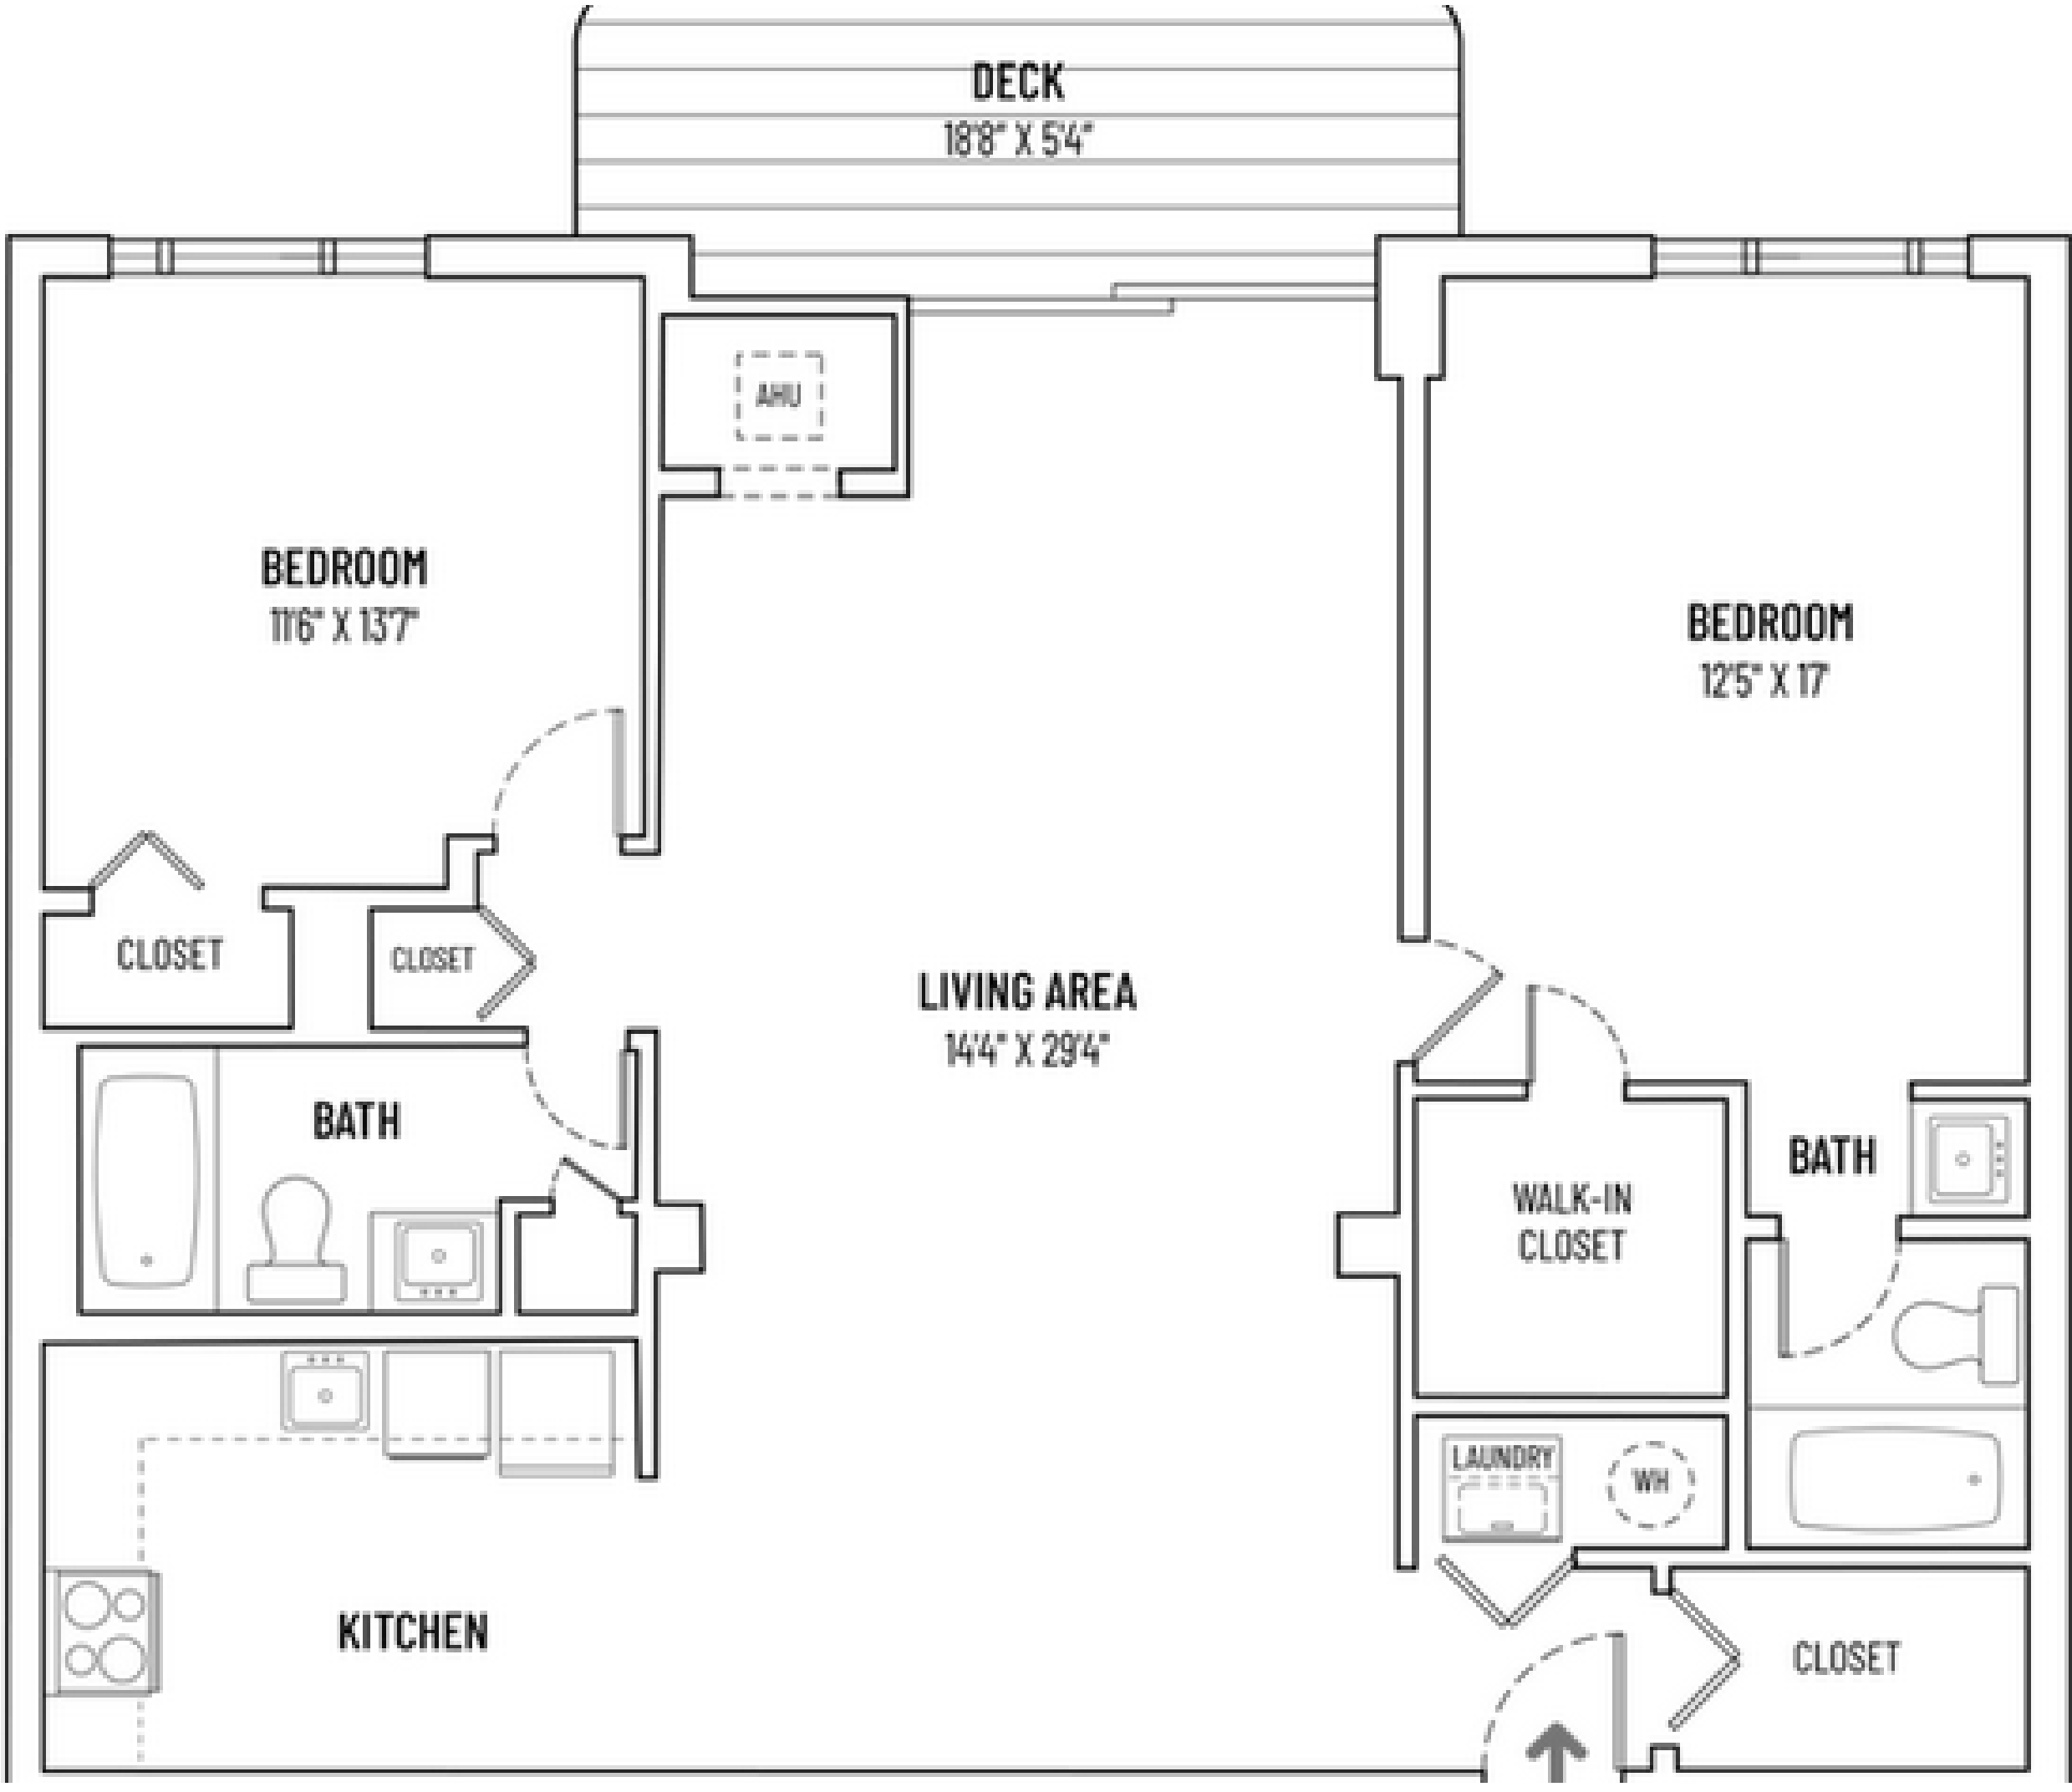 DECK
18'8" X 5'4"
AHU
BEDROOM
11'6" X 13'7"
BEDROOM
12'5" X 17'
CLOSET
CLOSET
LIVING AREA
14'4" X 29'4"
BATH
BATH
WALK-IN
CLOSET
LAUNDRY
WH
KITCHEN
CLOSET